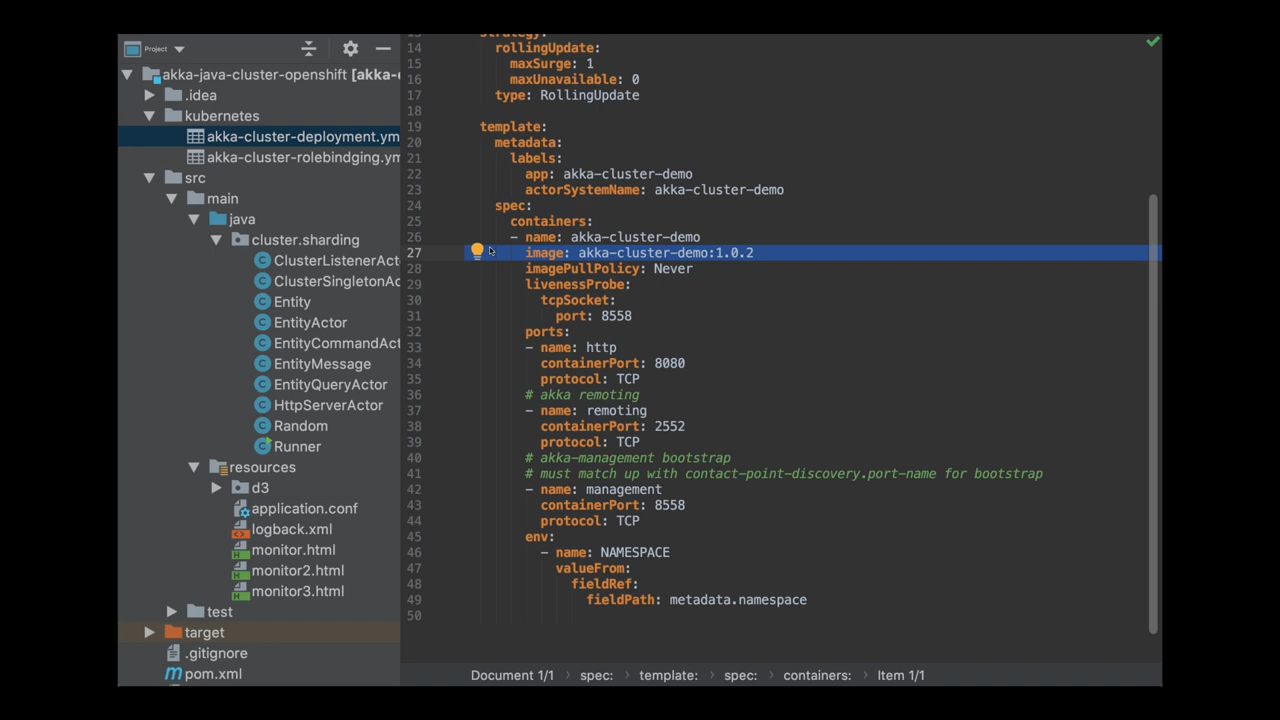 Project
akka-java-cluster-openshift [akka-c
.idea
kubernetes
akka-cluster-deployment.ym
akka-cluster-rolebindging.ym
src
main
java
cluster.sharding
ClusterListenerAct
ClusterSingletonAc
Entity
EntityActor
EntityCommandAct
EntityMessage
EntityQueryActor
HttpServerActor
Random
Runner
resources
d3
application.conf
logback.xml
monitor.html
monitor2.html
monitor3.html
test
target
.gitignore
pom.xml
13 strategy:
14 rollingUpdate:
15 maxSurge: 1
16 maxUnavailable: 0
17 type: RollingUpdate
18
19 template:
20 metadata:
21 labels:
22 app: akka-cluster-demo
23 actorSystemName: akka-cluster-demo
24 spec:
25 containers:
26 - name: akka-cluster-demo
27 image: akka-cluster-demo:1.0.2
28 imagePullPolicy: Never
29 livenessProbe:
30 tcpSocket:
31 port: 8558
32 ports:
33 - name: http
34 containerPort: 8080
35 protocol: TCP
36 # akka remoting
37 - name: remoting
38 containerPort: 2552
39 protocol: TCP
40 # akka-management bootstrap
41 # must match up with contact-point-discovery.port-name for bootstrap
42 - name: management
43 containerPort: 8558
44 protocol: TCP
45 env:
46 - name: NAMESPACE
47 valueFrom:
48 fieldRef:
49 fieldPath: metadata.namespace
50
Document 1/1 › spec: › template: › spec: › containers: › Item 1/1